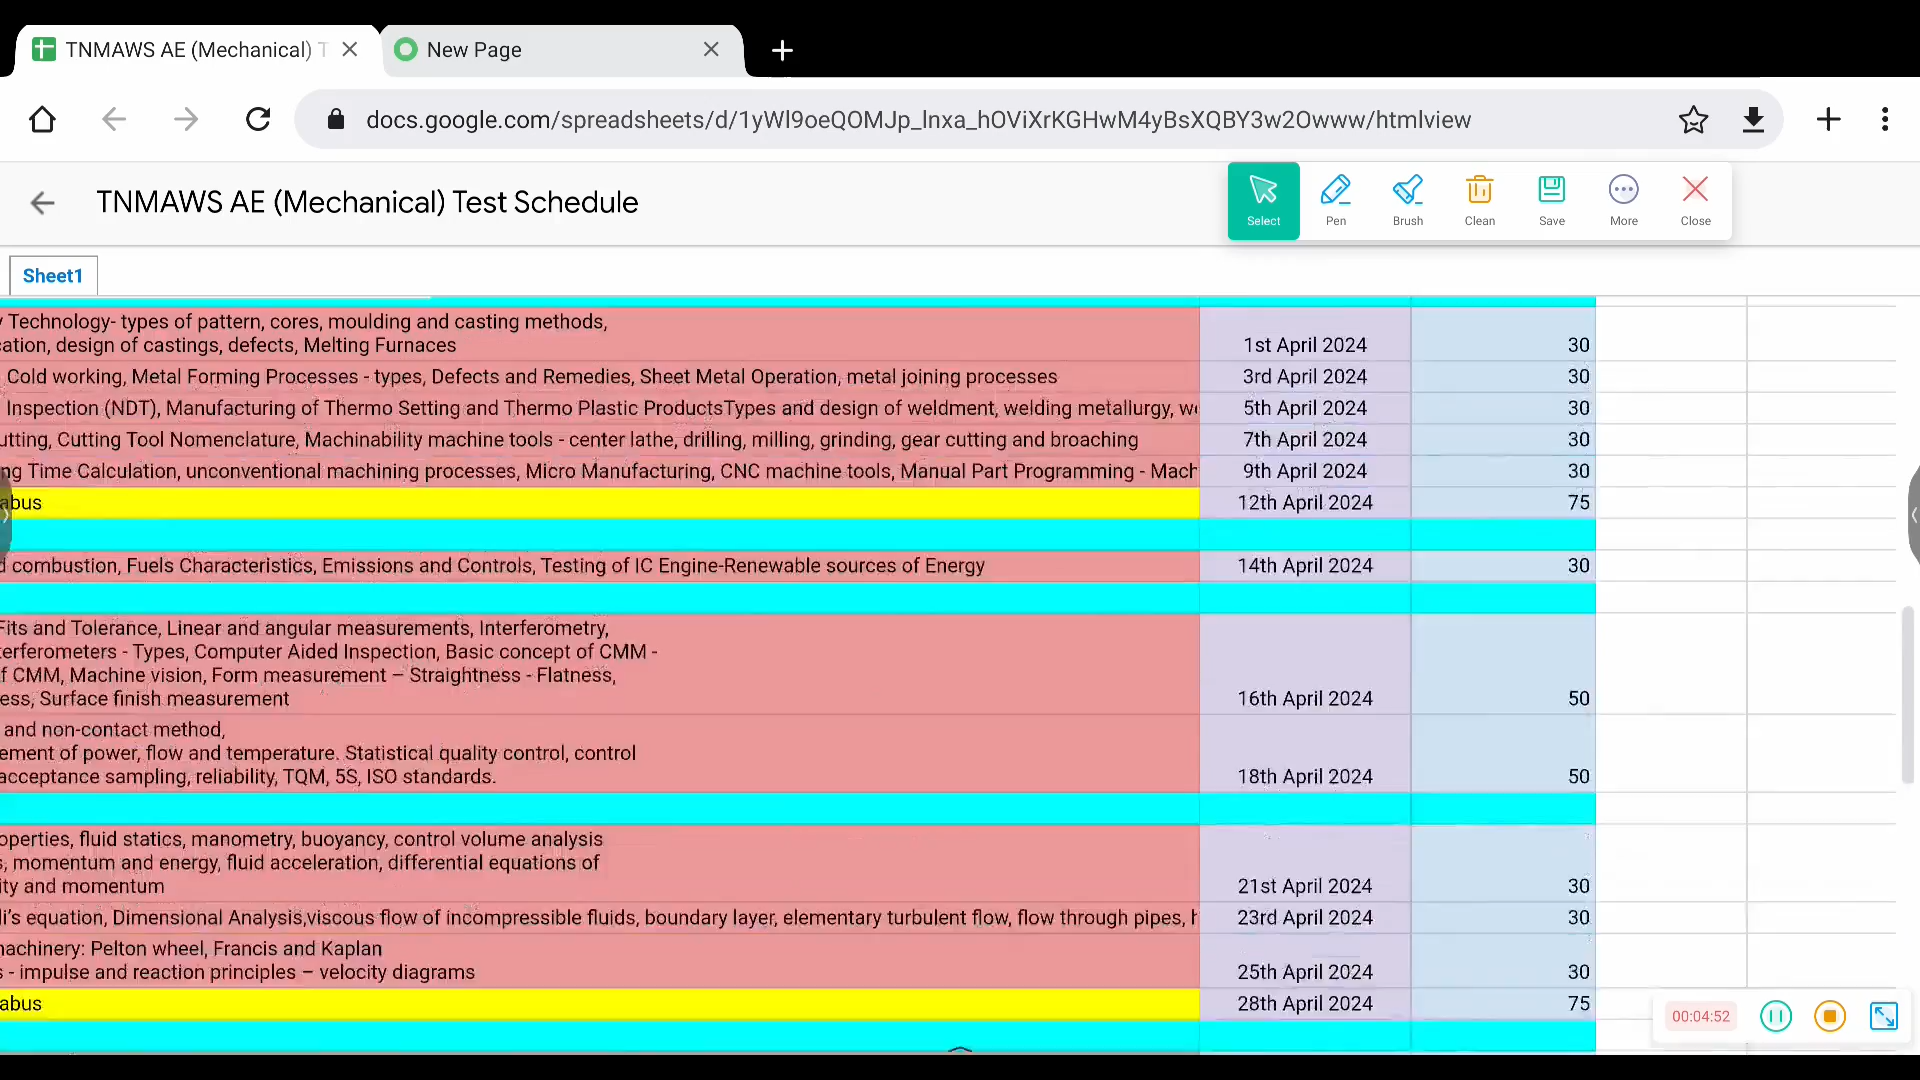 TNMAWS AE (Mechanical) T
New Page
docs.google.com/spreadsheets/d/1yWl9oeQOMJp_lnxa_hOViXrKGHwM4yBsXQBY3w2Owww/htmlview
TNMAWS AE (Mechanical) Test Schedule
Select
Pen
Brush
Clean
Save
More
Close
Sheet1
Technology- types of pattern, cores, moulding and casting methods,
cation, design of castings, defects, Melting Furnaces 1st April 2024 30
Cold working, Metal Forming Processes - types, Defects and Remedies, Sheet Metal Operation, metal joining processes 3rd April 2024 30
Inspection (NDT), Manufacturing of Thermo Setting and Thermo Plastic ProductsTypes and design of weldment, welding metallurgy, we 5th April 2024 30
utting, Cutting Tool Nomenclature, Machinability machine tools - center lathe, drilling, milling, grinding, gear cutting and broaching 7th April 2024 30
ng Time Calculation, unconventional machining processes, Micro Manufacturing, CNC machine tools, Manual Part Programming - Mach 9th April 2024 30
abus 12th April 2024 75
d combustion, Fuels Characteristics, Emissions and Controls, Testing of IC Engine-Renewable sources of Energy 14th April 2024 30
Fits and Tolerance, Linear and angular measurements, Interferometry,
terferometers - Types, Computer Aided Inspection, Basic concept of CMM -
f CMM, Machine vision, Form measurement – Straightness - Flatness,
ess, Surface finish measurement 16th April 2024 50
and non-contact method,
ement of power, flow and temperature. Statistical quality control, control
acceptance sampling, reliability, TQM, 5S, ISO standards. 18th April 2024 50
operties, fluid statics, manometry, buoyancy, control volume analysis
s, momentum and energy, fluid acceleration, differential equations of
ity and momentum 21st April 2024 30
li's equation, Dimensional Analysis,viscous flow of incompressible fluids, boundary layer, elementary turbulent flow, flow through pipes, h 23rd April 2024 30
nachinery: Pelton wheel, Francis and Kaplan
s - impulse and reaction principles – velocity diagrams 25th April 2024 30
abus 28th April 2024 75
00:04:52